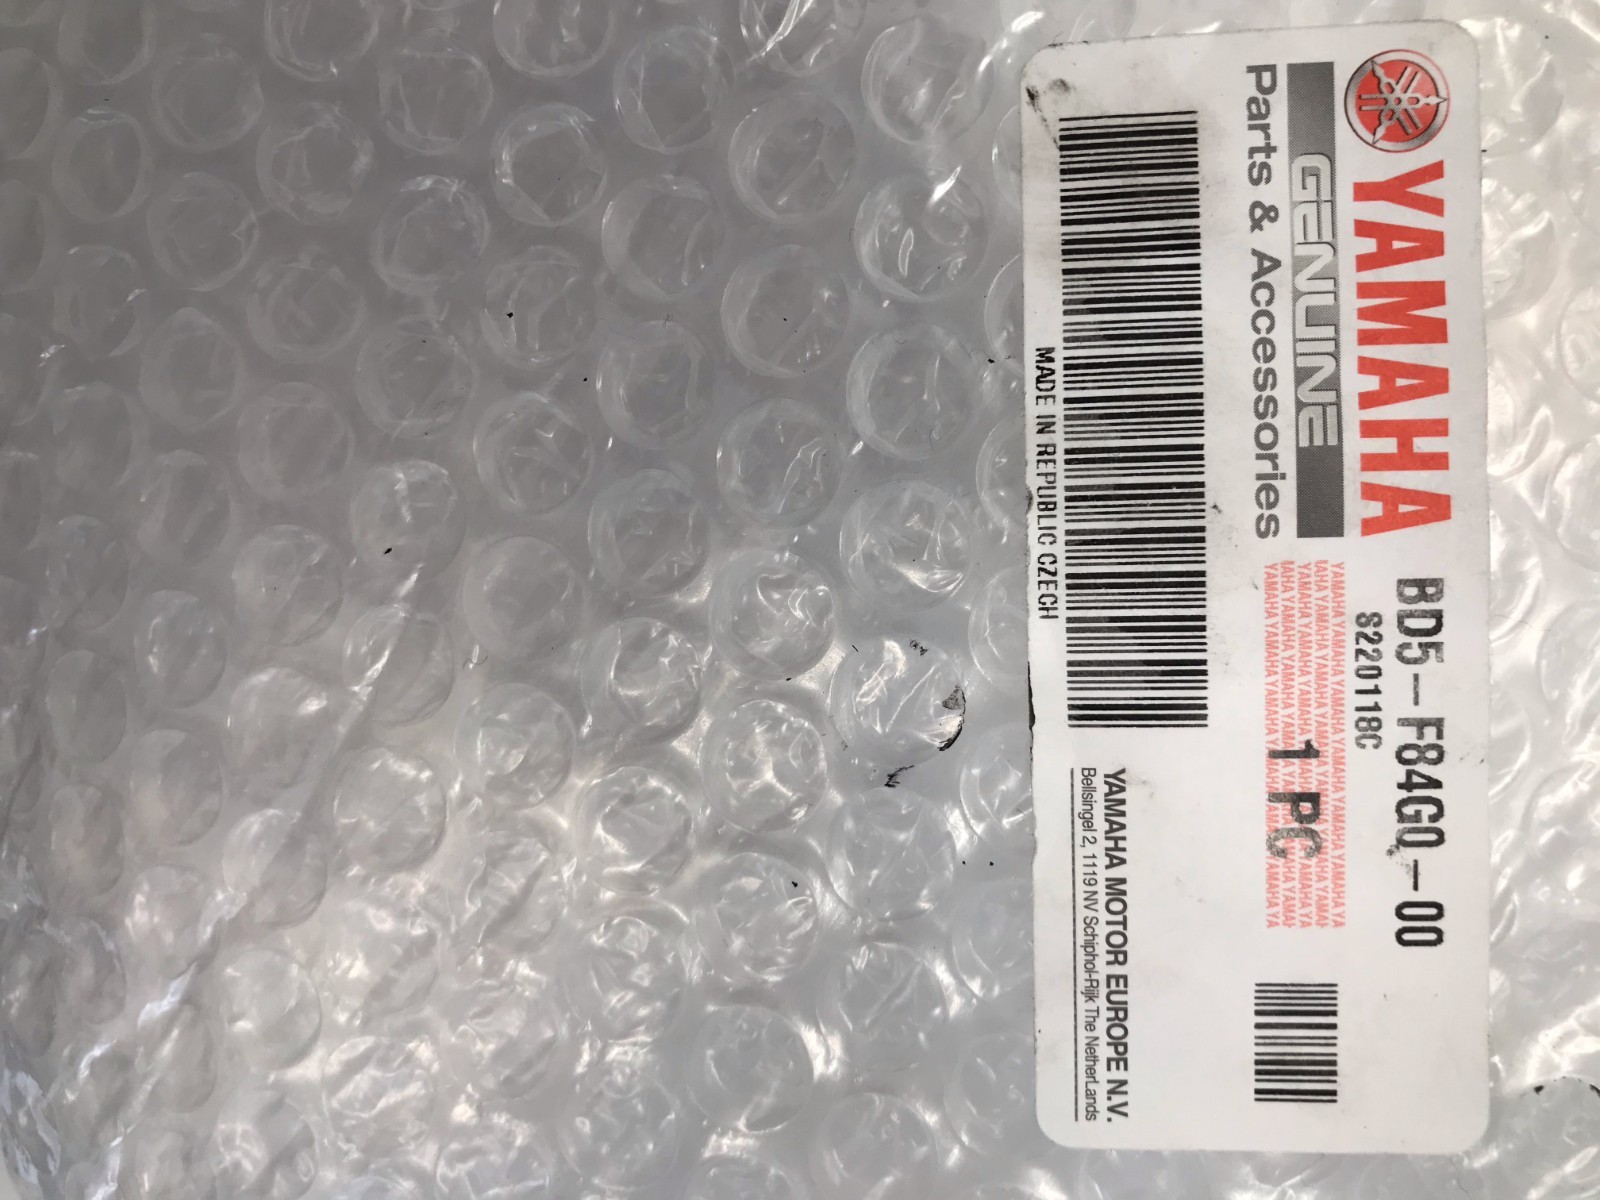 YAMAHA
GENUINE
Parts & Accessories
BD5-F84G0-00
S220118C
1 PC
MADE IN REPUBLIC CZECH
YAMAHA MOTOR EUROPE N.V.
Bellsingel 2, 1119 NV Schiphol-Rijk The NetherLands